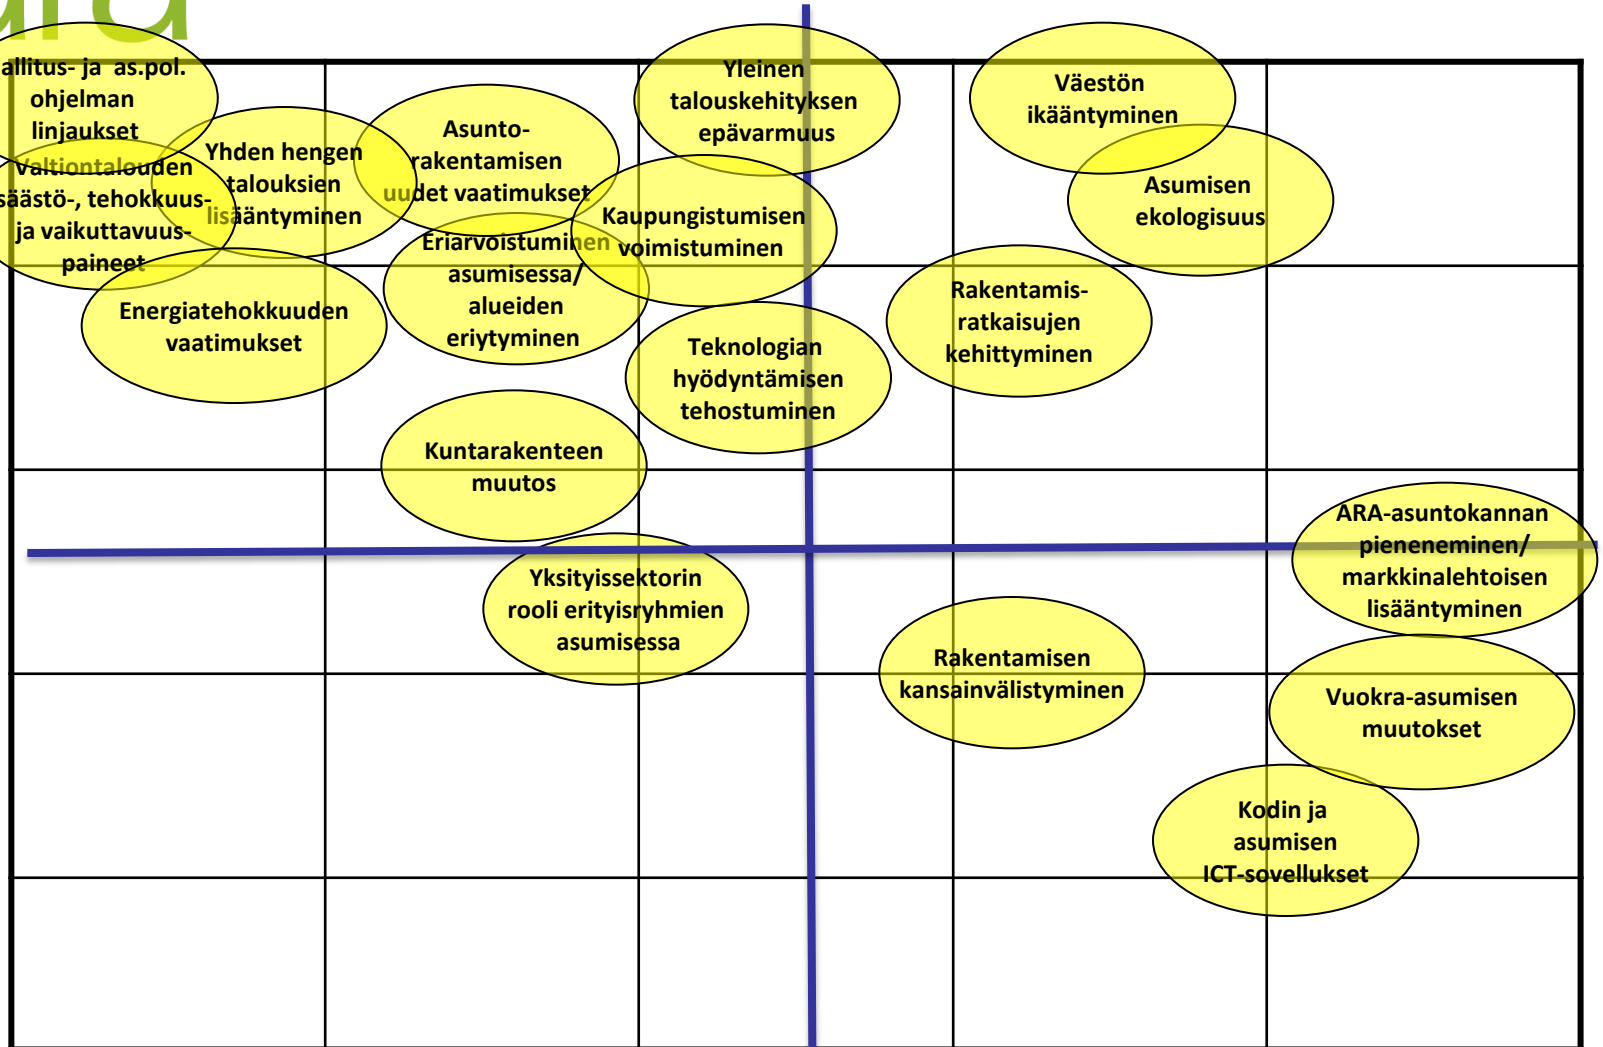 ara
allitus- ja as.pol.
ohjelman
linjaukset
Valtiontalouden
säästö-, tehokkuus-
ja vaikuttavuus-
paineet
Yhden hengen
talouksien
lisääntyminen
Energiatehokkuuden
vaatimukset
Asunto-
rakentamisen
uudet vaatimukset
Eriarvoistuminen
asumisessa/
alueiden
eriytyminen
Kuntarakenteen
muutos
Yleinen
talouskehityksen
epävarmuus
Kaupungistumisen
voimistuminen
Teknologian
hyödyntämisen
tehostuminen
Väestön
ikääntyminen
Asumisen
ekologisuus
Rakentamis-
ratkaisujen
kehittyminen
Yksityissektorin
rooli erityisryhmien
asumisessa
Rakentamisen
kansainvälistyminen
ARA-asuntokannan
pieneneminen/
markkinalehtoisen
lisääntyminen
Vuokra-asumisen
muutokset
Kodin ja
asumisen
ICT-sovellukset